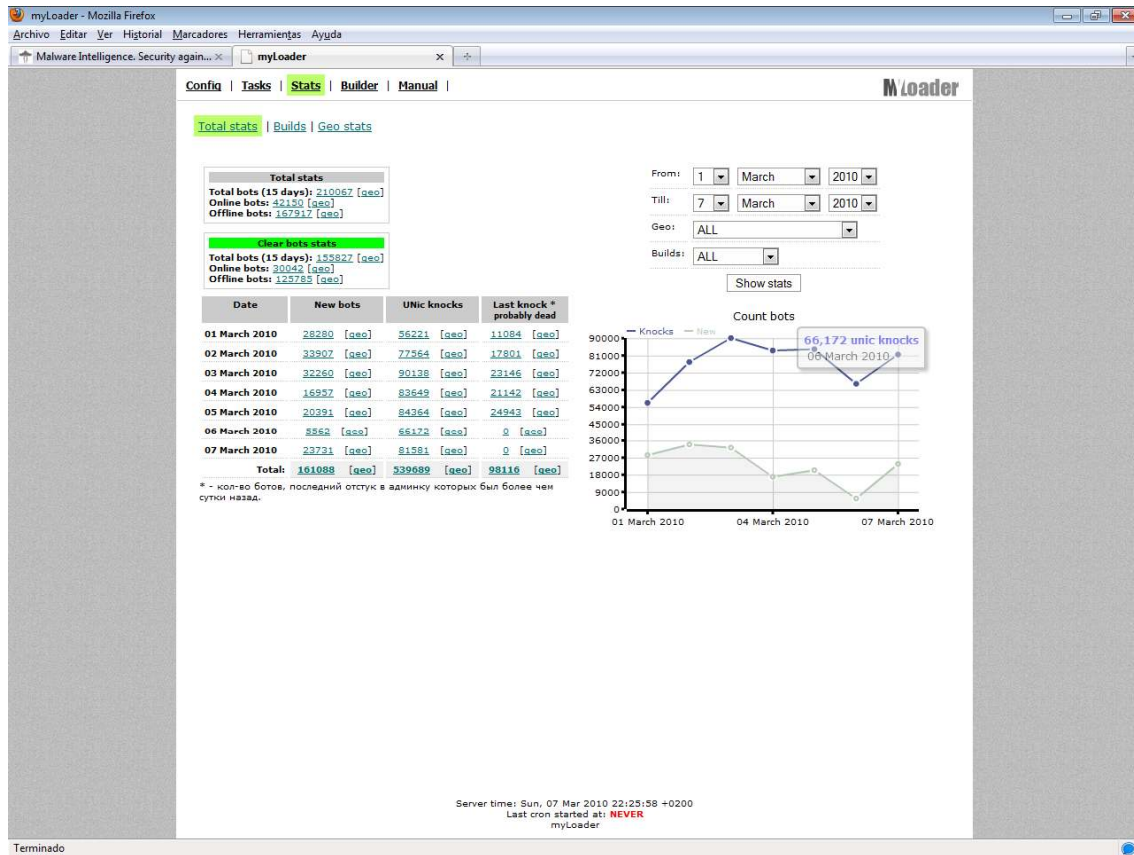 myLoader - Mozilla Firefox
Archivo Editar Ver Historial Marcadores Herramientas Ayuda
Malware Intelligence. Security again... myLoader
Config | Tasks | Stats | Builder | Manual |
MyLoader
Total stats | Builds | Geo stats
Total stats
Total bots (15 days): 210067 [geo]
Online bots: 42150 [geo]
Offline bots: 167917 [geo]
Clear bots stats
Total bots (15 days): 155827 [geo]
Online bots: 30042 [geo]
Offline bots: 125785 [geo]
From: 1 March 2010
Till: 7 March 2010
Geo: ALL
Builds: ALL
Show stats
Date New bots UNic knocks Last knock * probably dead
01 March 2010 28280 [geo] 56221 [geo] 11084 [geo]
02 March 2010 33907 [geo] 77564 [geo] 17801 [geo]
03 March 2010 32260 [geo] 90138 [geo] 23146 [geo]
04 March 2010 16957 [geo] 83649 [geo] 21142 [geo]
05 March 2010 20391 [geo] 84364 [geo] 24943 [geo]
06 March 2010 5562 [geo] 66172 [geo] 0 [geo]
07 March 2010 23731 [geo] 81581 [geo] 0 [geo]
Total: 161088 [geo] 539689 [geo] 98116 [geo]
* - кол-во ботов, последний отстук в админку которых был более чем
сутки назад.
Count bots
Knocks New
66,172 unic knocks
06 March 2010
90000
81000
72000
63000
54000
45000
36000
27000
18000
9000
0
01 March 2010 04 March 2010 07 March 2010
Server time: Sun, 07 Mar 2010 22:25:58 +0200
Last cron started at: NEVER
myLoader
Terminado